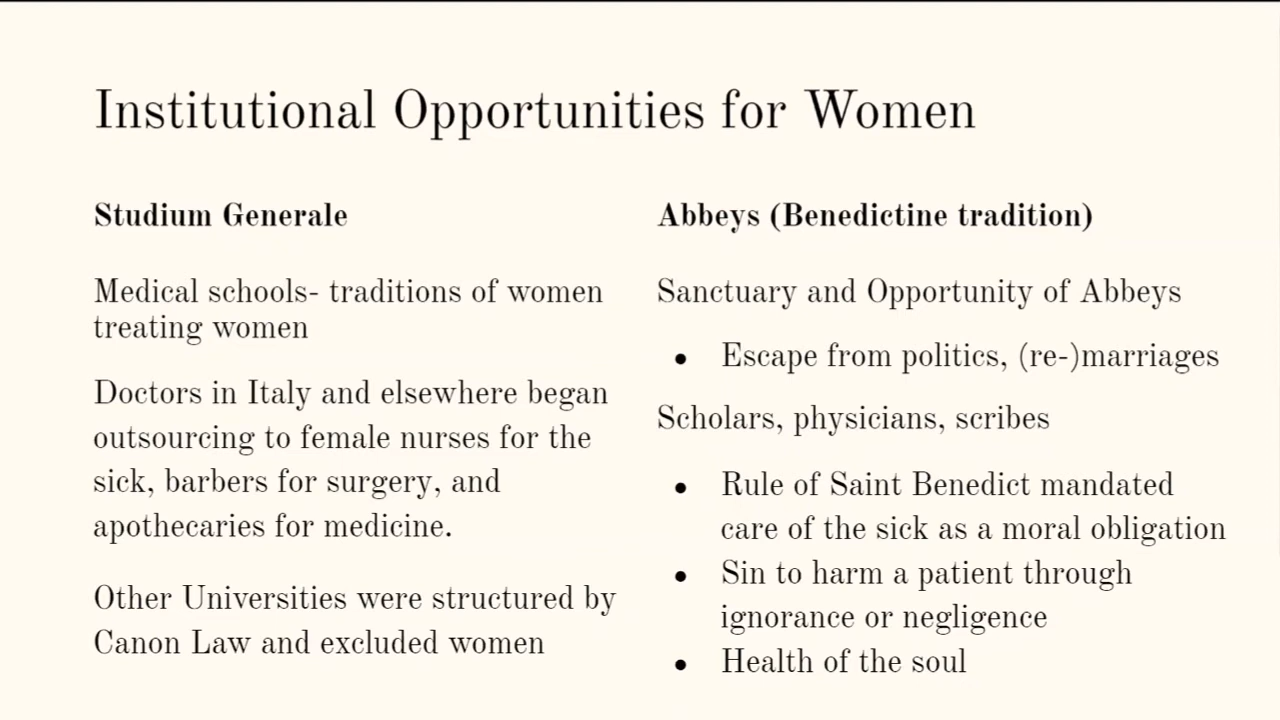 Institutional Opportunities for Women
Studium Generale
Medical schools- traditions of women
treating women
Doctors in Italy and elsewhere began
outsourcing to female nurses for the
sick, barbers for surgery, and
apothecaries for medicine.
Other Universities were structured by
Canon Law and excluded women
Abbeys (Benedictine tradition)
Sanctuary and Opportunity of Abbeys
● Escape from politics, (re-)marriages
Scholars, physicians, scribes
● Rule of Saint Benedict mandated
care of the sick as a moral obligation
● Sin to harm a patient through
ignorance or negligence
● Health of the soul